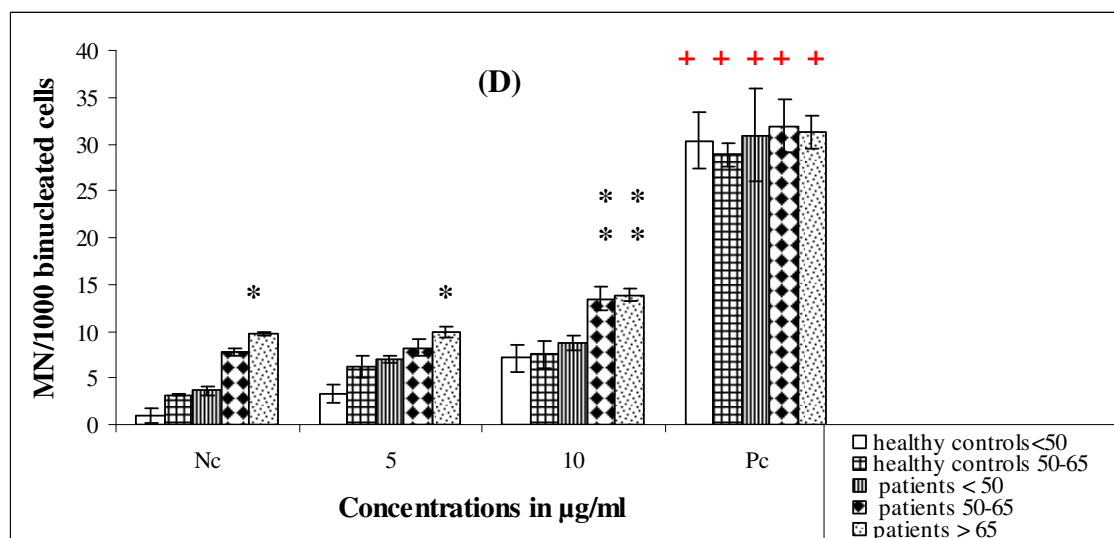 (D)
MN/1000 binucleated cells
40
35
30
25
20
15
10
5
0
+ + + + +
* *
* *
* *
Nc 5 10 Pc
Concentrations in µg/ml
healthy controls<50
healthy controls 50-65
patients < 50
patients 50-65
patients > 65